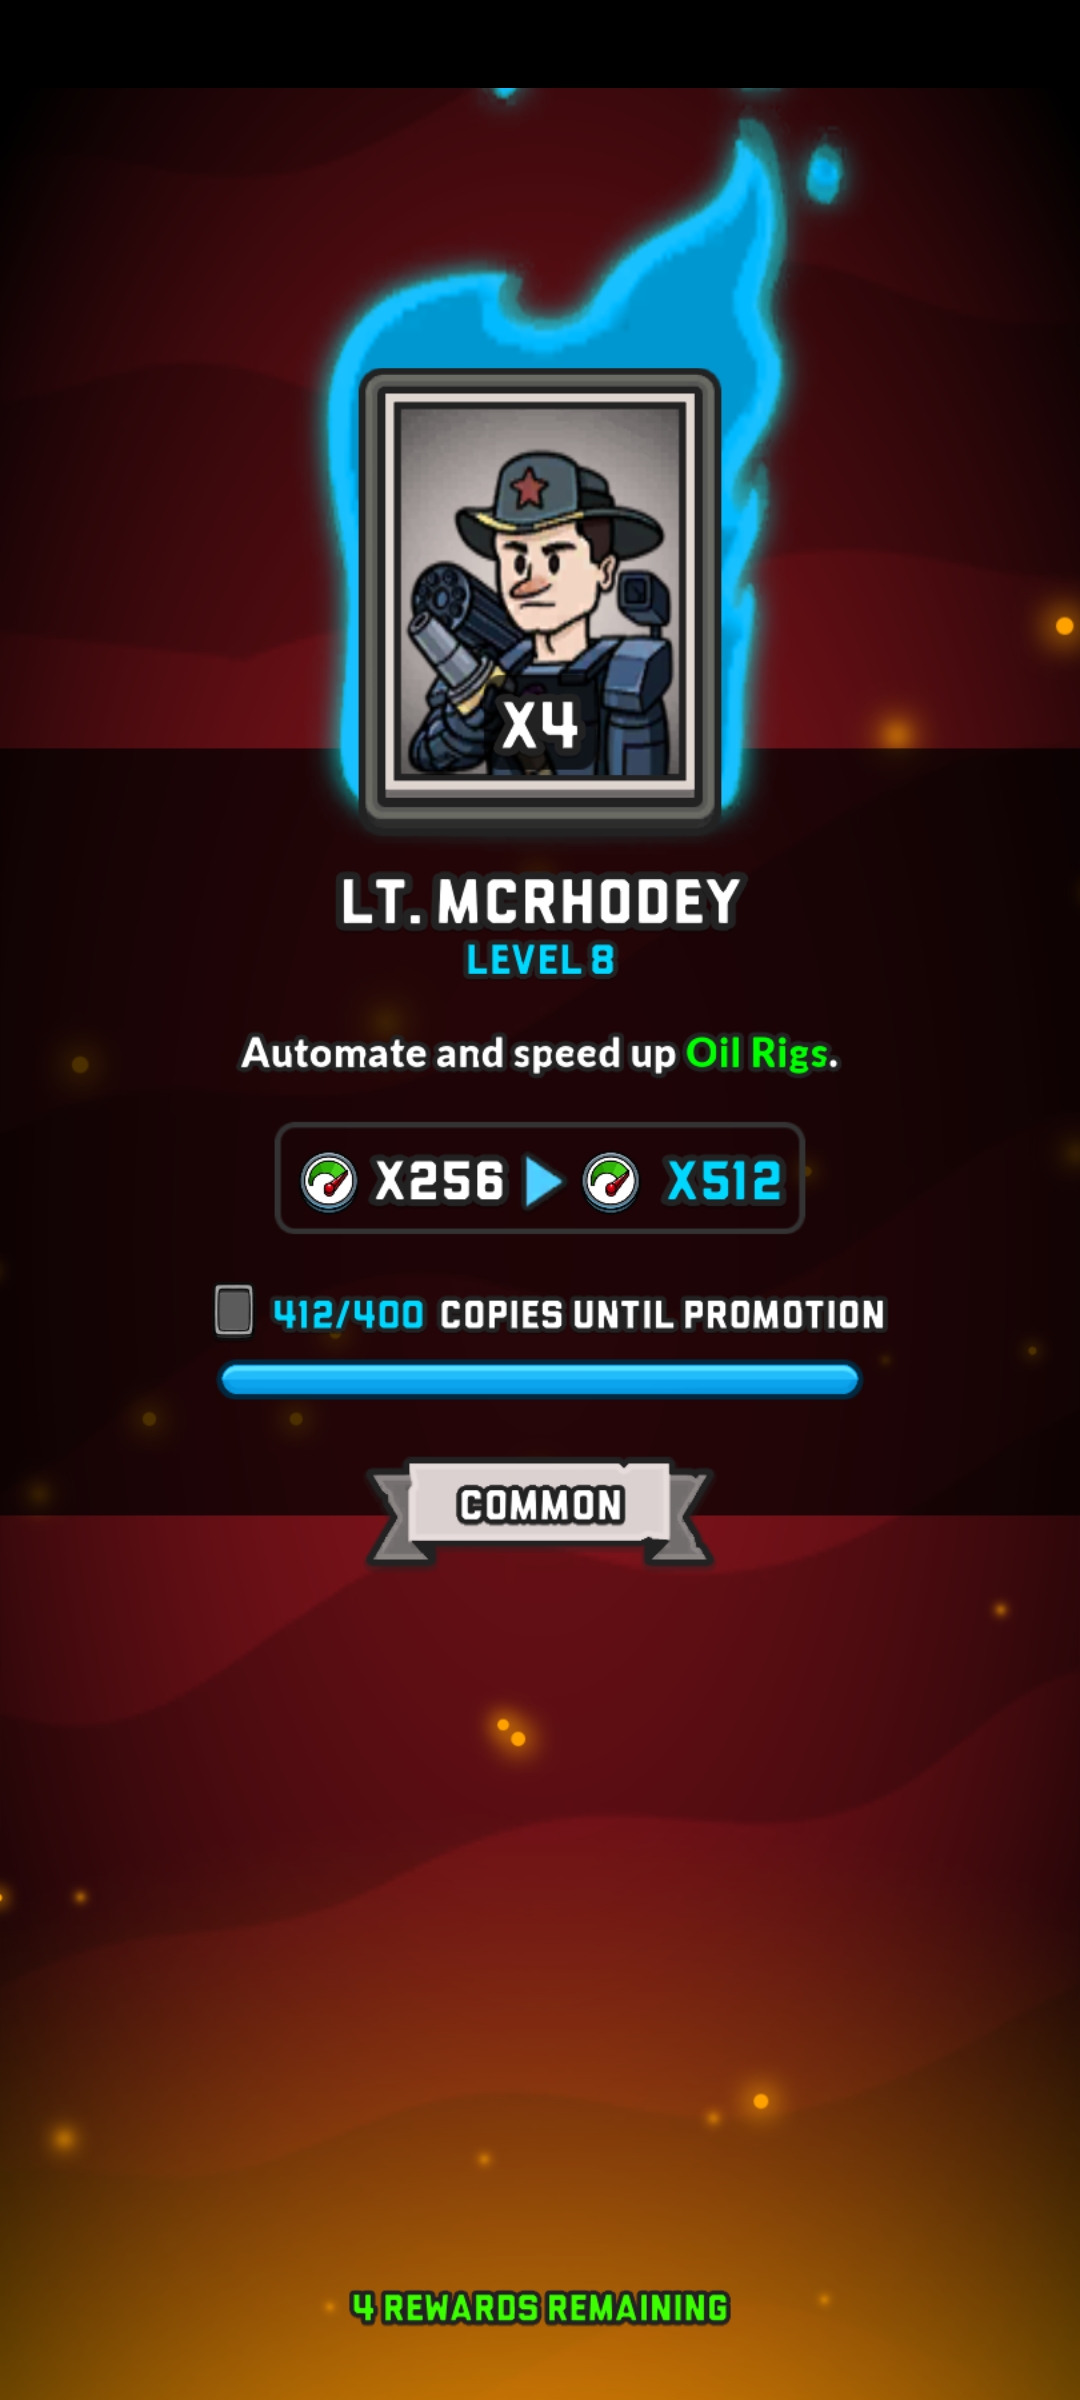 X4
LT. MCRHODEY
LEVEL 8
Automate and speed up Oil Rigs.
X256 X512
412/400 COPIES UNTIL PROMOTION
COMMON
4 REWARDS REMAINING